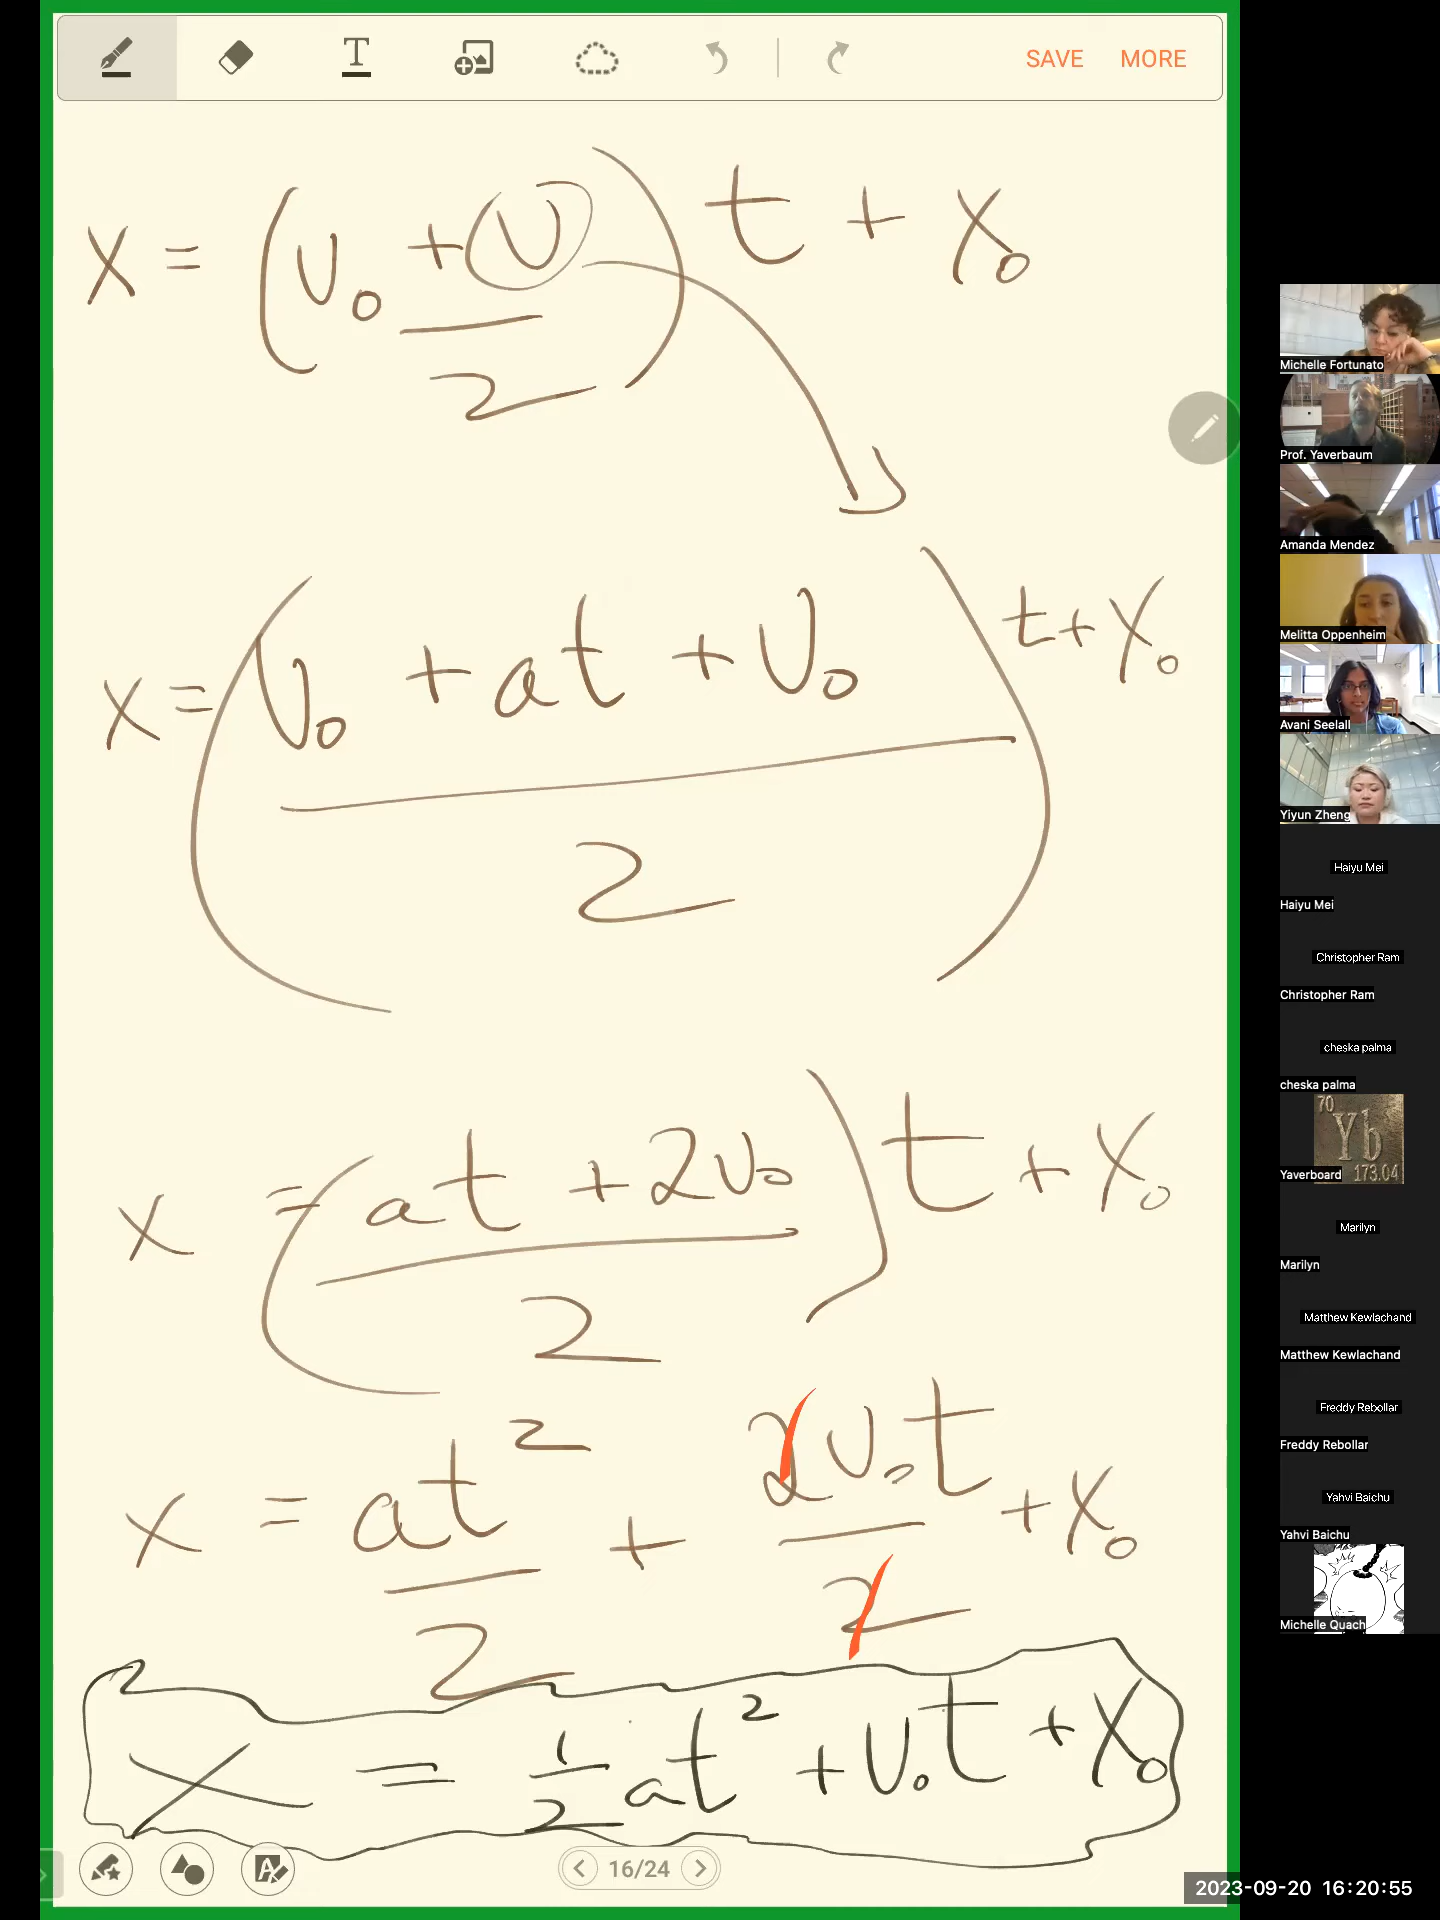 T SAVE MORE
x = (v₀ + v / 2) t + x₀
x = (v₀ + at + v₀ / 2) t + x₀
x = (at + 2v₀ / 2) t + x₀
x = at² / 2 + 2v₀t / 2 + x₀
x = 1/2 at² + v₀t + x₀
16/24
Michelle Fortunato
Prof. Yaverbaum
Amanda Mendez
Melitta Oppenheim
Avani Seelall
Yiyun Zheng
Haiyu Mei
Haiyu Mei
Christopher Ram
Christopher Ram
cheska palma
cheska palma
70
Yb
173.04
Yaverboard
Marilyn
Marilyn
Matthew Kewlachand
Matthew Kewlachand
Freddy Rebollar
Freddy Rebollar
Yahvi Baichu
Yahvi Baichu
Michelle Quach
2023-09-20 16:20:55